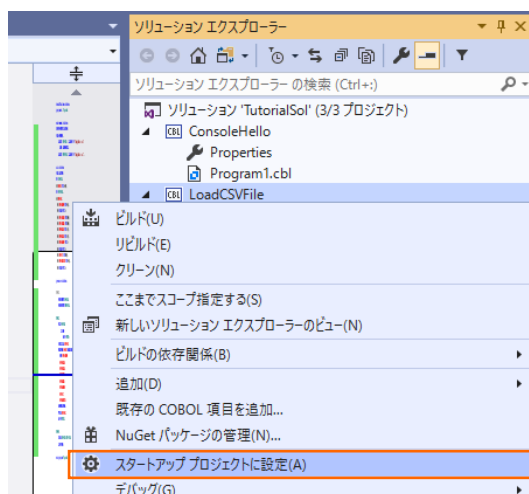 ソリューション エクスプローラー
ソリューション エクスプローラー の検索 (Ctrl+:)
ソリューション 'TutorialSol' (3/3 プロジェクト)
CBL ConsoleHello
Properties
Program1.cbl
CBL LoadCSVFile
ビルド(U)
リビルド(E)
クリーン(N)
ここまでスコープ指定する(S)
新しいソリューション エクスプローラーのビュー(N)
ビルドの依存関係(B)
追加(D)
既存の COBOL 項目を追加...
NuGet パッケージの管理(N)...
スタートアップ プロジェクトに設定(A)
デバッグ(G)